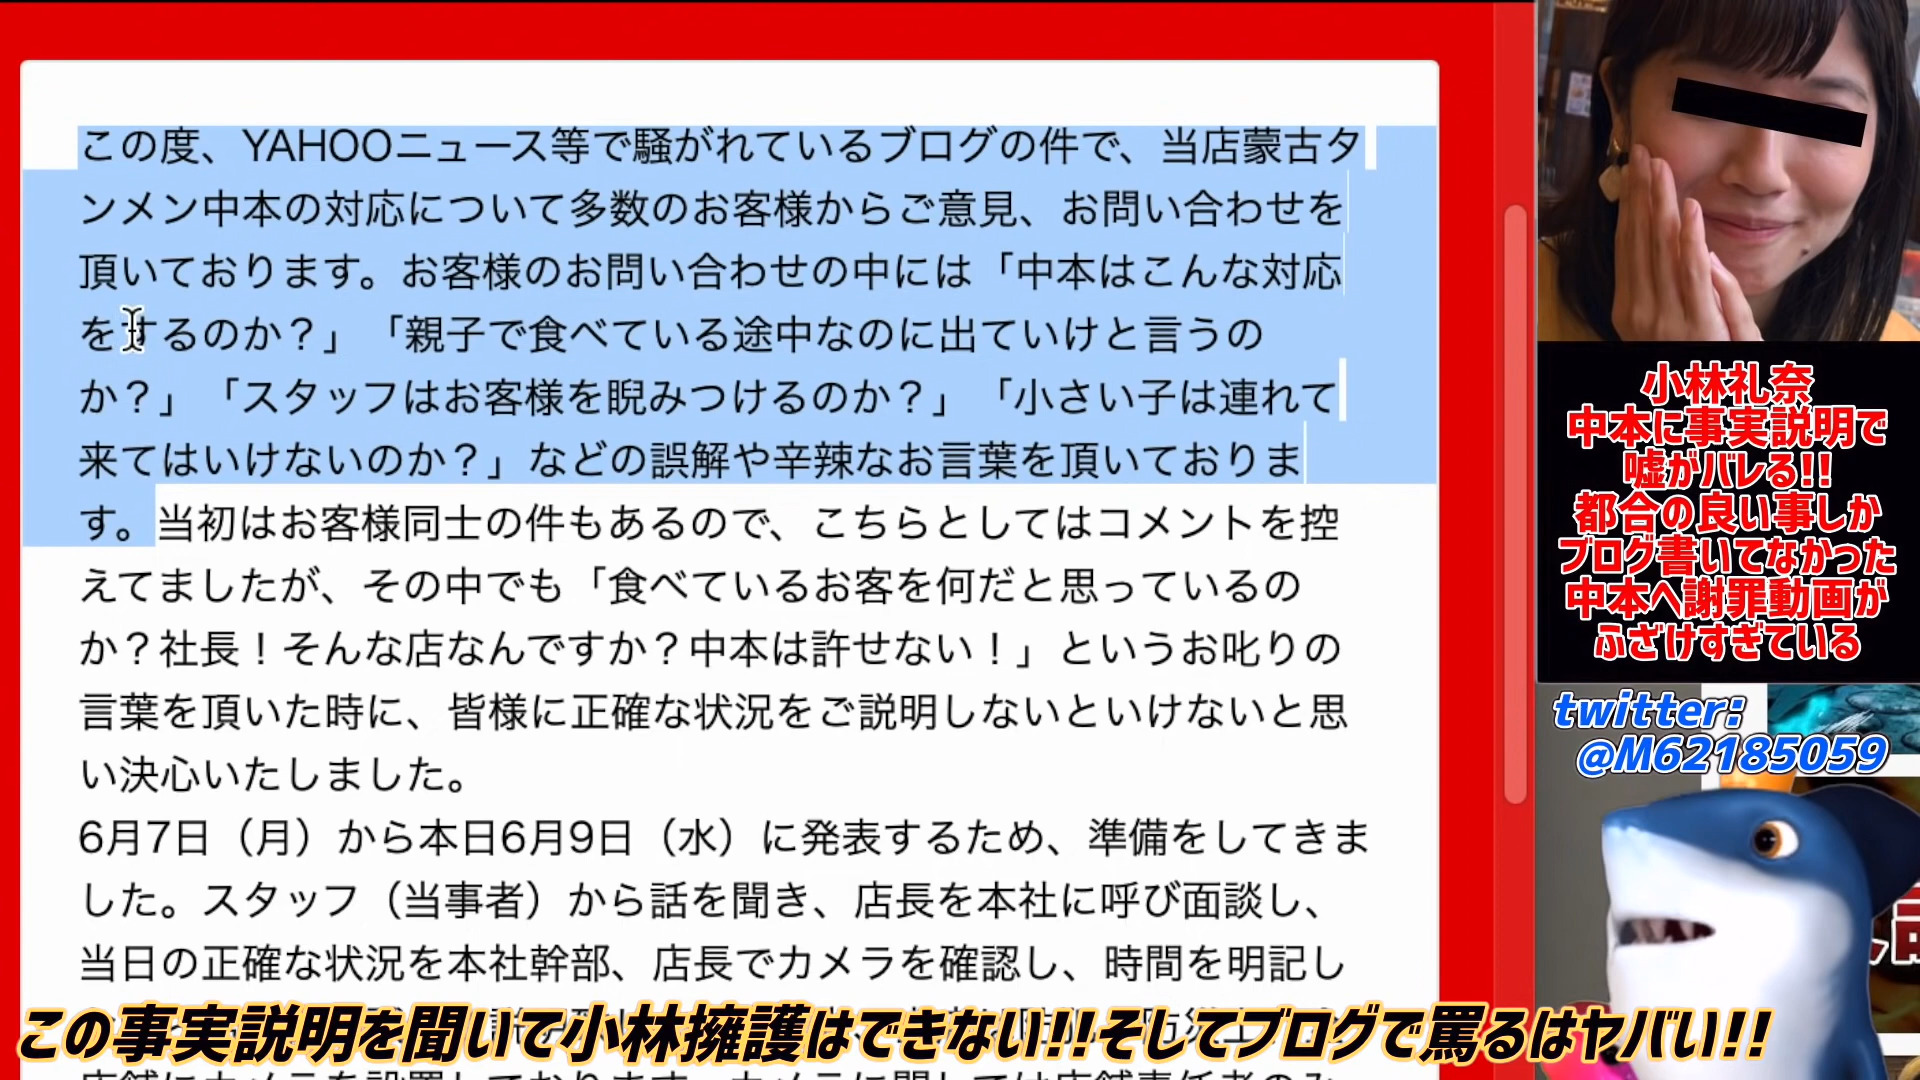 この度、YAHOOニュース等で騒がれているブログの件で、当店蒙古タ
ンメン中本の対応について多数のお客様からご意見、お問い合わせを
頂いております。お客様のお問い合わせの中には「中本はこんな対応
をするのか？」「親子で食べている途中なのに出ていけと言うの
か？」「スタッフはお客様を睨みつけるのか？」「小さい子は連れて
来てはいけないのか？」などの誤解や辛辣なお言葉を頂いておりま
す。当初はお客様同士の件もあるので、こちらとしてはコメントを控
えてましたが、その中でも「食べているお客を何だと思っているの
か？社長！そんな店なんですか？中本は許せない！」というお叱りの
言葉を頂いた時に、皆様に正確な状況をご説明しないといけないと思
い決心いたしました。
6月7日（月）から本日6月9日（水）に発表するため、準備をしてきま
した。スタッフ（当事者）から話を聞き、店長を本社に呼び面談し、
当日の正確な状況を本社幹部、店長でカメラを確認し、時間を明記し
この事実説明を聞いて小林擁護はできない!!そしてブログで罵るはヤバい!!
小林礼奈
中本に事実説明で
嘘がバレる!!
都合の良い事しか
ブログ書いてなかった
中本へ謝罪動画が
ふざけすぎている
twitter:
@M62185059